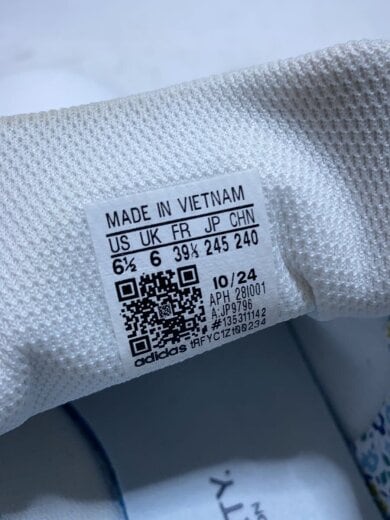 MADE IN VIETNAM
US UK FR JP CHN
6½ 6 39⅓ 245 240
10/24
APH 28I001
A:JP9796
#135311142
adidas